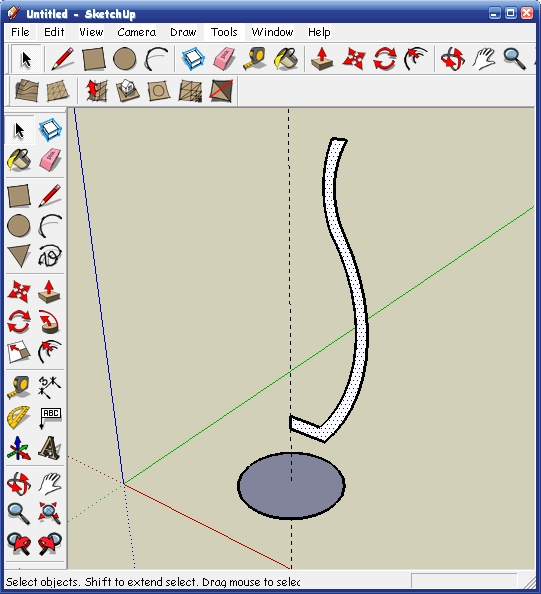 Untitled - SketchUp
File Edit View Camera Draw Tools Window Help
ABC
Select objects. Shift to extend select. Drag mouse to selec